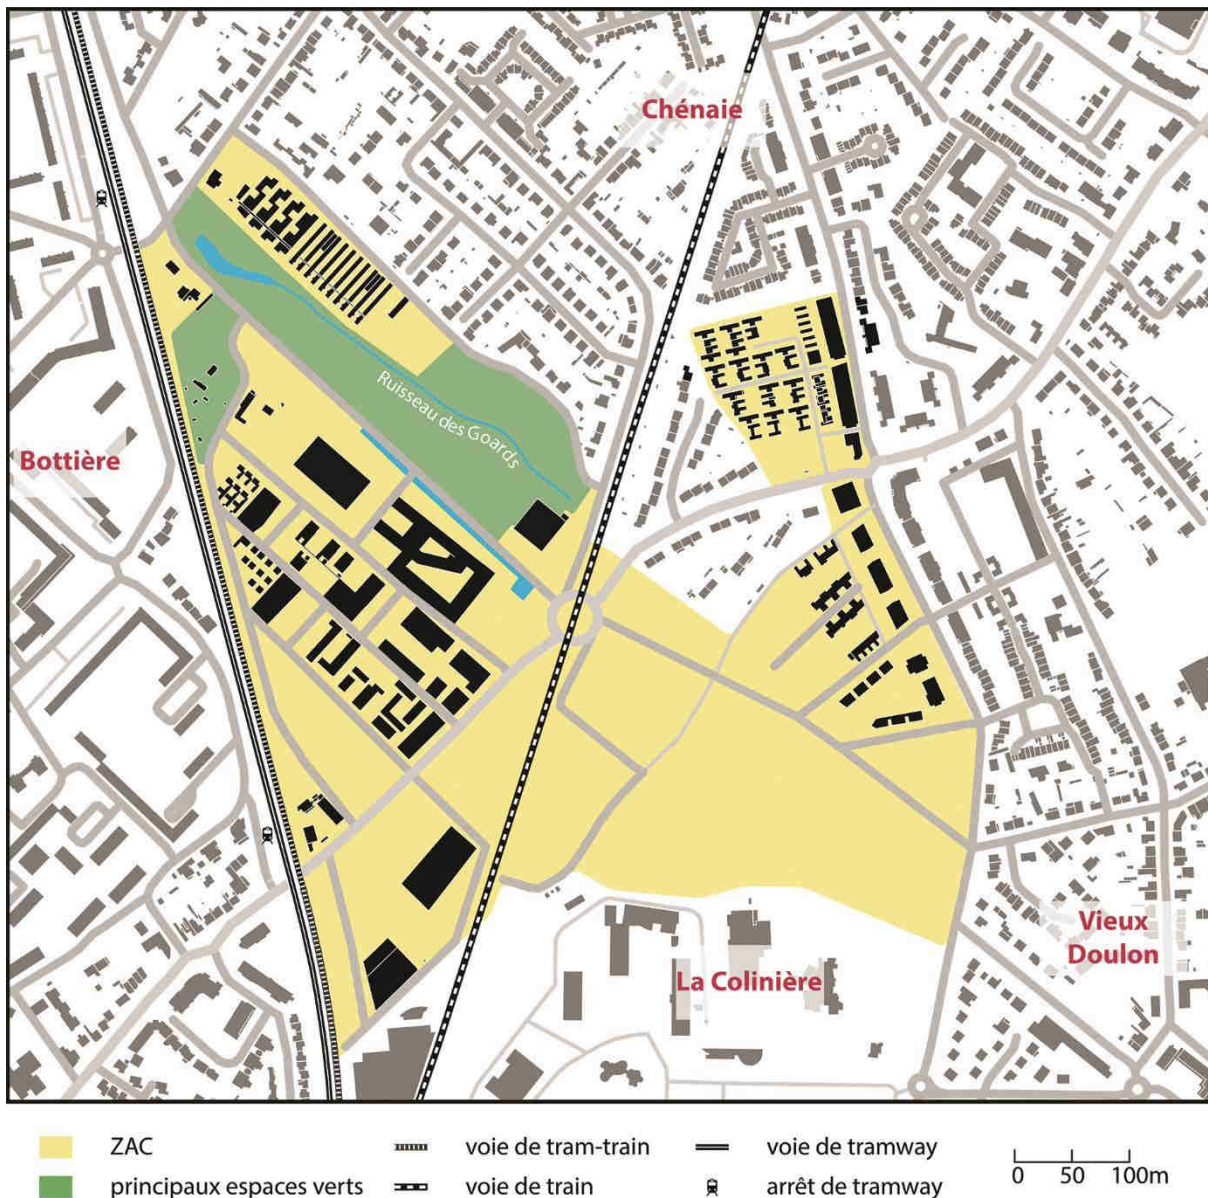 Chénaie
Ruisseau des Goards
Bottière
La Colinière
Vieux
Doulon
ZAC
voie de tram-train
voie de tramway
0 50 100m
principaux espaces verts
voie de train
arrêt de tramway